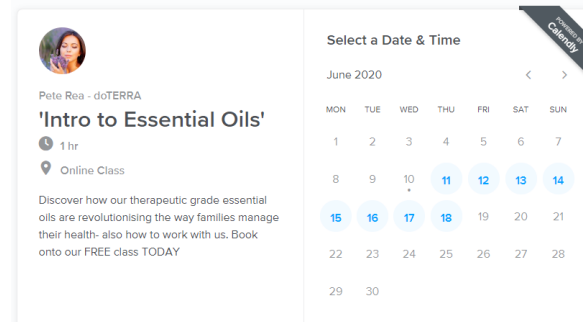 Pete Rea - doTERRA
'Intro to Essential Oils'
1 hr
Online Class
Discover how our therapeutic grade essential
oils are revolutionising the way families manage
their health- also how to work with us. Book
onto our FREE class TODAY
Select a Date & Time
POWERED BY
Calendly
June 2020
MON TUE WED THU FRI SAT SUN
1 2 3 4 5 6 7
8 9 10 11 12 13 14
15 16 17 18 19 20 21
22 23 24 25 26 27 28
29 30